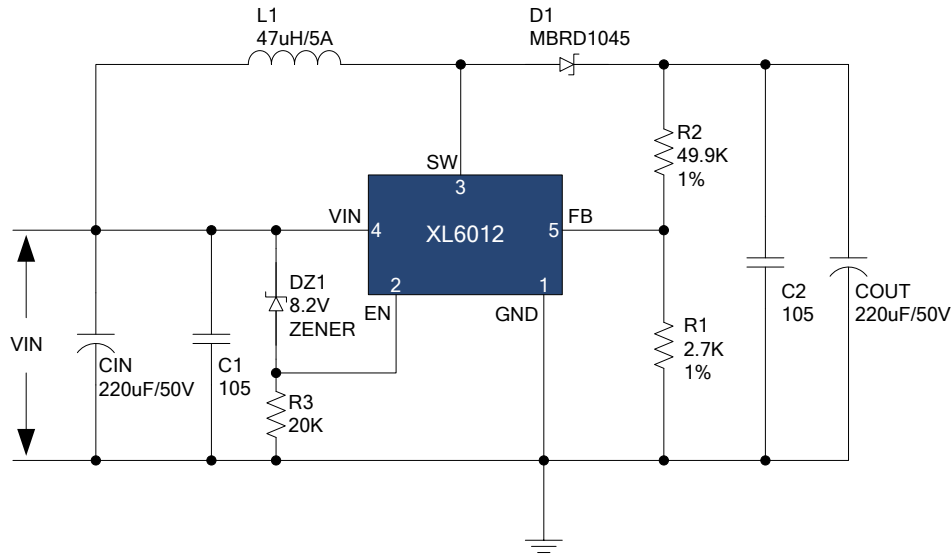 L1
47uH/5A
D1
MBRD1045
R2
49.9K
1%
SW
3
VIN
4
XL6012
5
FB
2
EN
1
GND
DZ1
8.2V
ZENER
VIN
CIN
220uF/50V
C1
105
R3
20K
R1
2.7K
1%
C2
105
COUT
220uF/50V